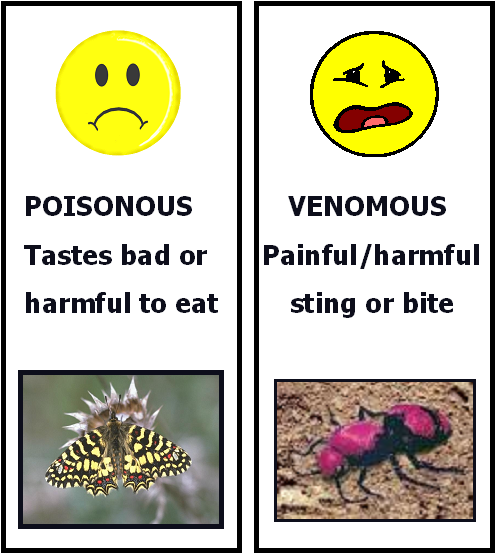 POISONOUS
Tastes bad or
harmful to eat
VENOMOUS
Painful/harmful
sting or bite